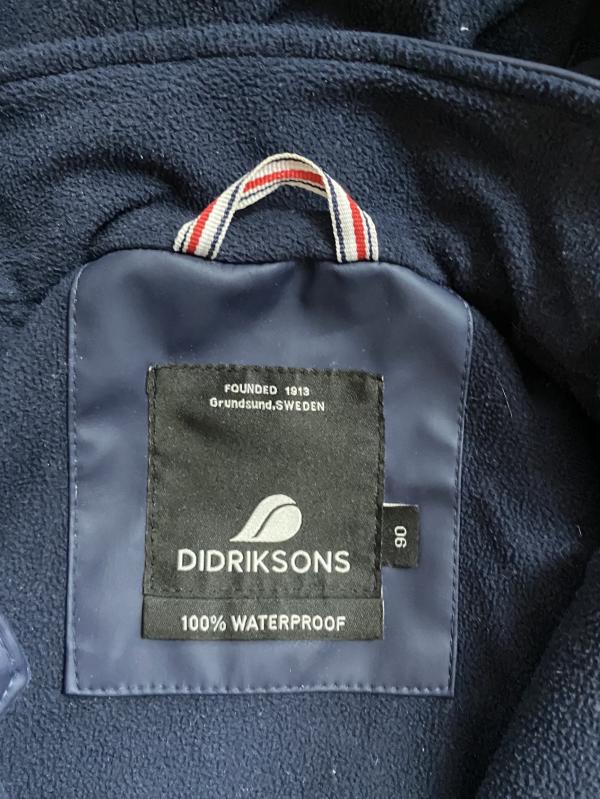 FOUNDED 1913
Grundsund.SWEDEN
DIDRIKSONS
90
100% WATERPROOF